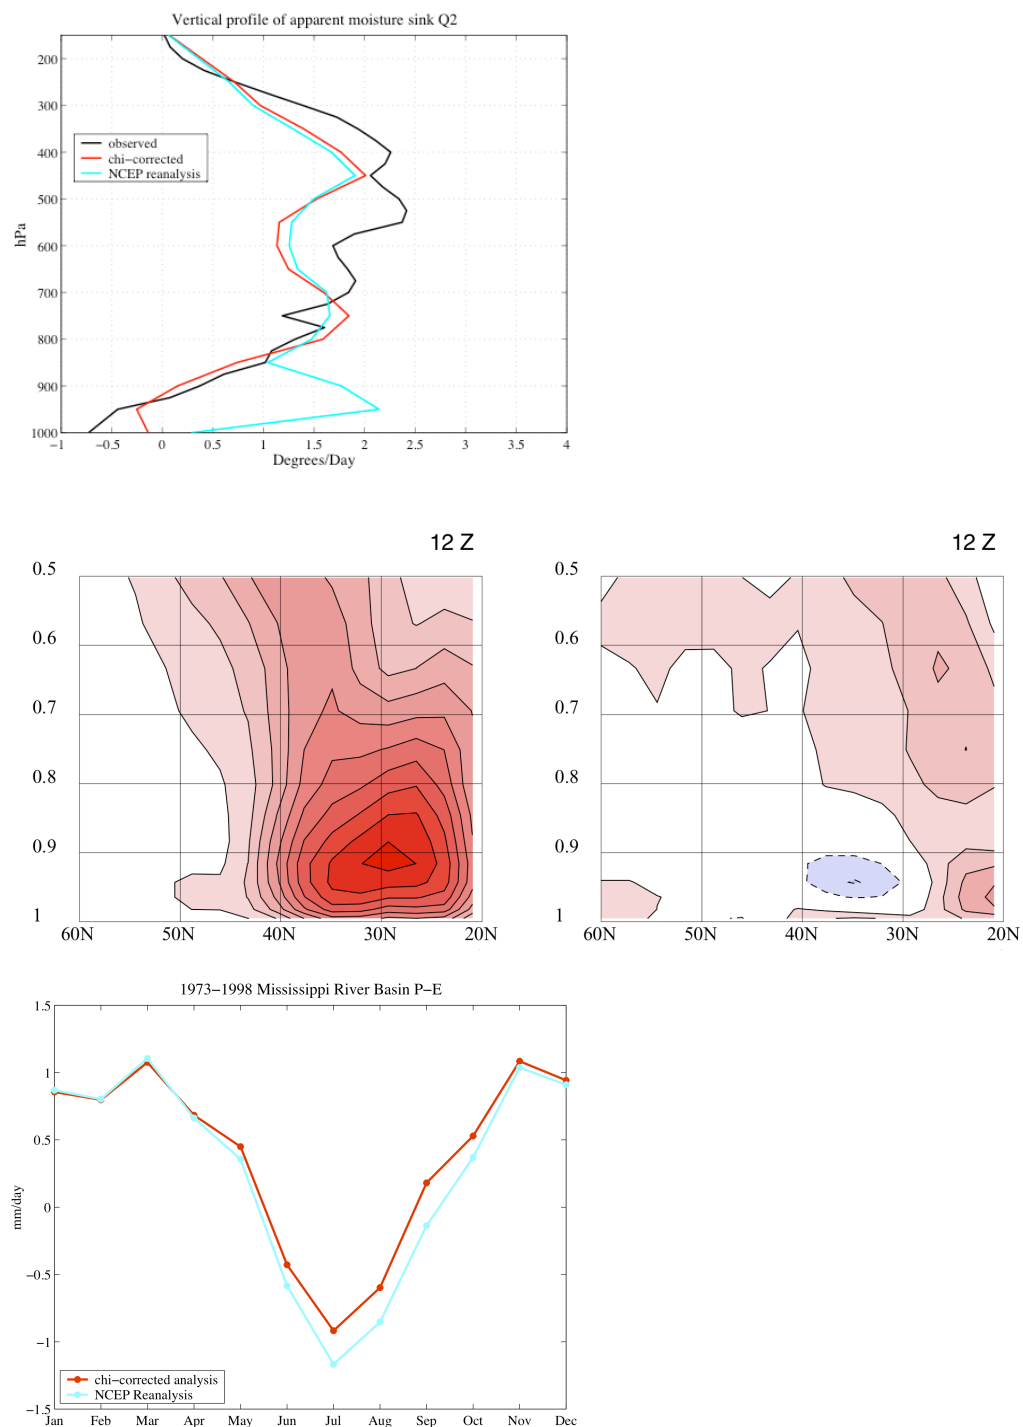 Vertical profile of apparent moisture sink Q2
200
300
400
500
600
700
800
900
1000
hPa
observed
chi−corrected
NCEP reanalysis
−1 −0.5 0 0.5 1 1.5 2 2.5 3 3.5 4
Degrees/Day
12 Z
0.5
0.6
0.7
0.8
0.9
1
60N 50N 40N 30N 20N
12 Z
0.5
0.6
0.7
0.8
0.9
1
60N 50N 40N 30N 20N
1973−1998 Mississippi River Basin P−E
1.5
1
0.5
0
−0.5
−1
−1.5
mm/day
chi−corrected analysis
NCEP Reanalysis
Jan Feb Mar Apr May Jun Jul Aug Sep Oct Nov Dec